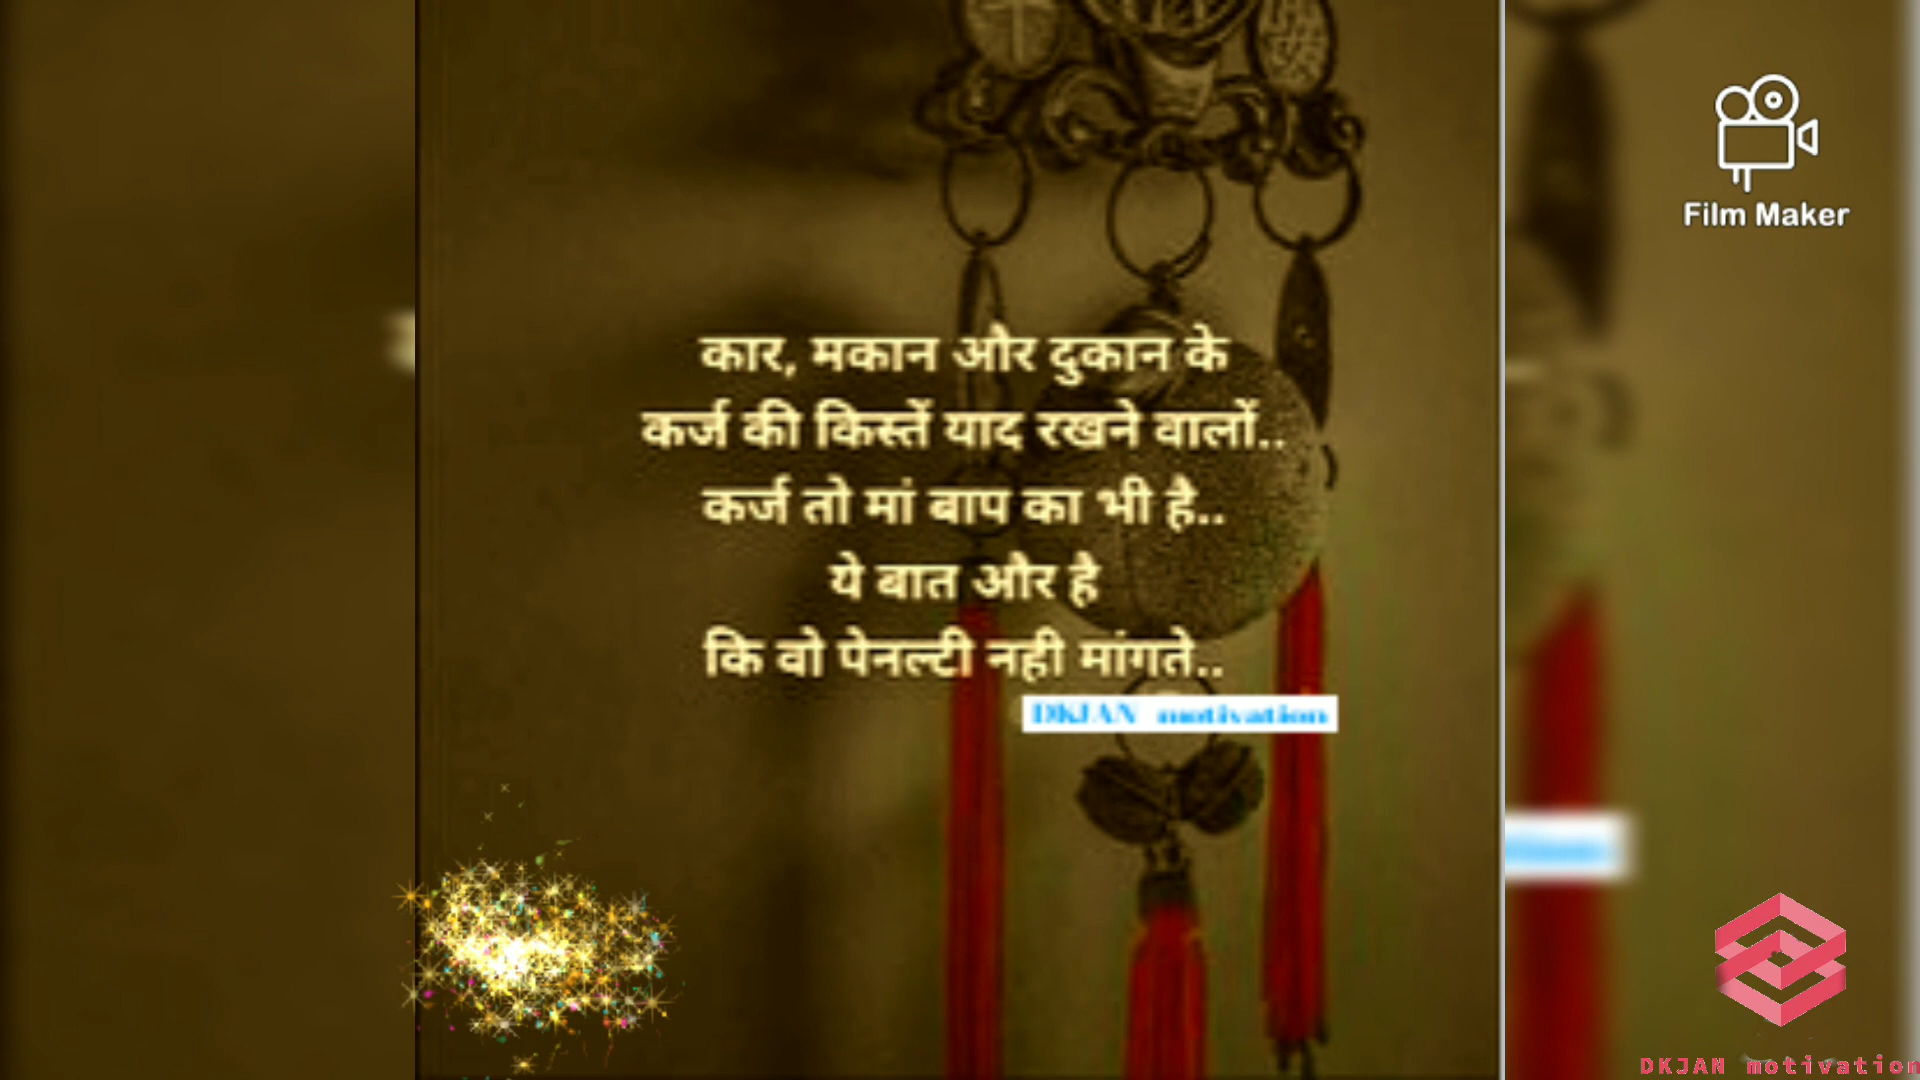 कार, मकान और दुकान के
कर्ज की किस्तें याद रखने वालों..
कर्ज तो मां बाप का भी है..
ये बात और है
कि वो पेनल्टी नही मांगते..
DKJAN motivation
Film Maker
DKJAN motivation